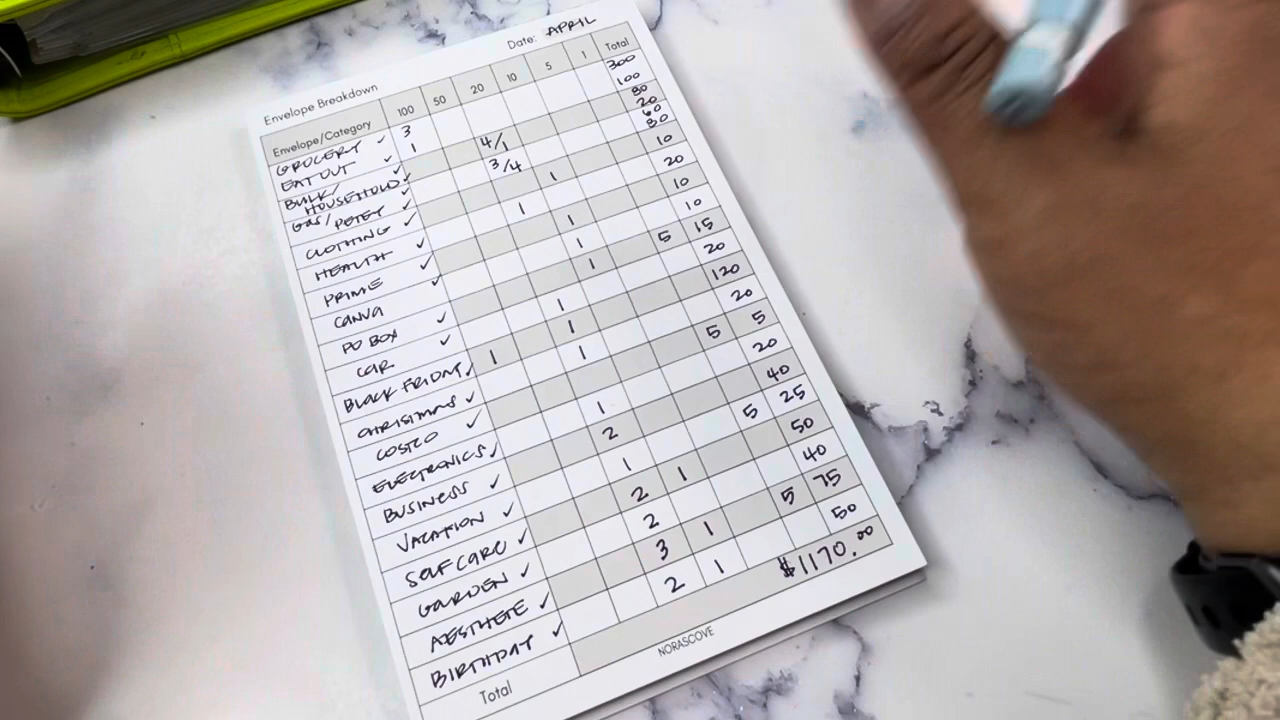 Date: APRIL
Envelope Breakdown
Envelope/Category 100 50 20 10 5 1 Total
GROCERY ✓ 3 300
EAT OUT ✓ 1 100
BULK/ HOUSEHOLD ✓ 4/1 80 20
GAS/ PETEY ✓ 3/4 60 80
CLOTHING ✓ 1 10
HEALTH ✓ 1 20
PRIME ✓ 1 10
CANVA ✓ 1 10
PO BOX ✓ 1 5 15
CAR ✓ 1 20
BLACK FRIDAY ✓ 1 1 120
CHRISTMAS ✓ 1 20
COSTCO ✓ 5 5
ELECTRONICS ✓ 1 20
BUSINESS ✓ 2 40
VACATION ✓ 1 5 25
SELF CARE ✓ 2 1 50
GARDEN ✓ 2 40
AESTHETE ✓ 3 1 5 75
BIRTHDAY ✓ 2 1 50
Total $1170.00
NORASCOVE